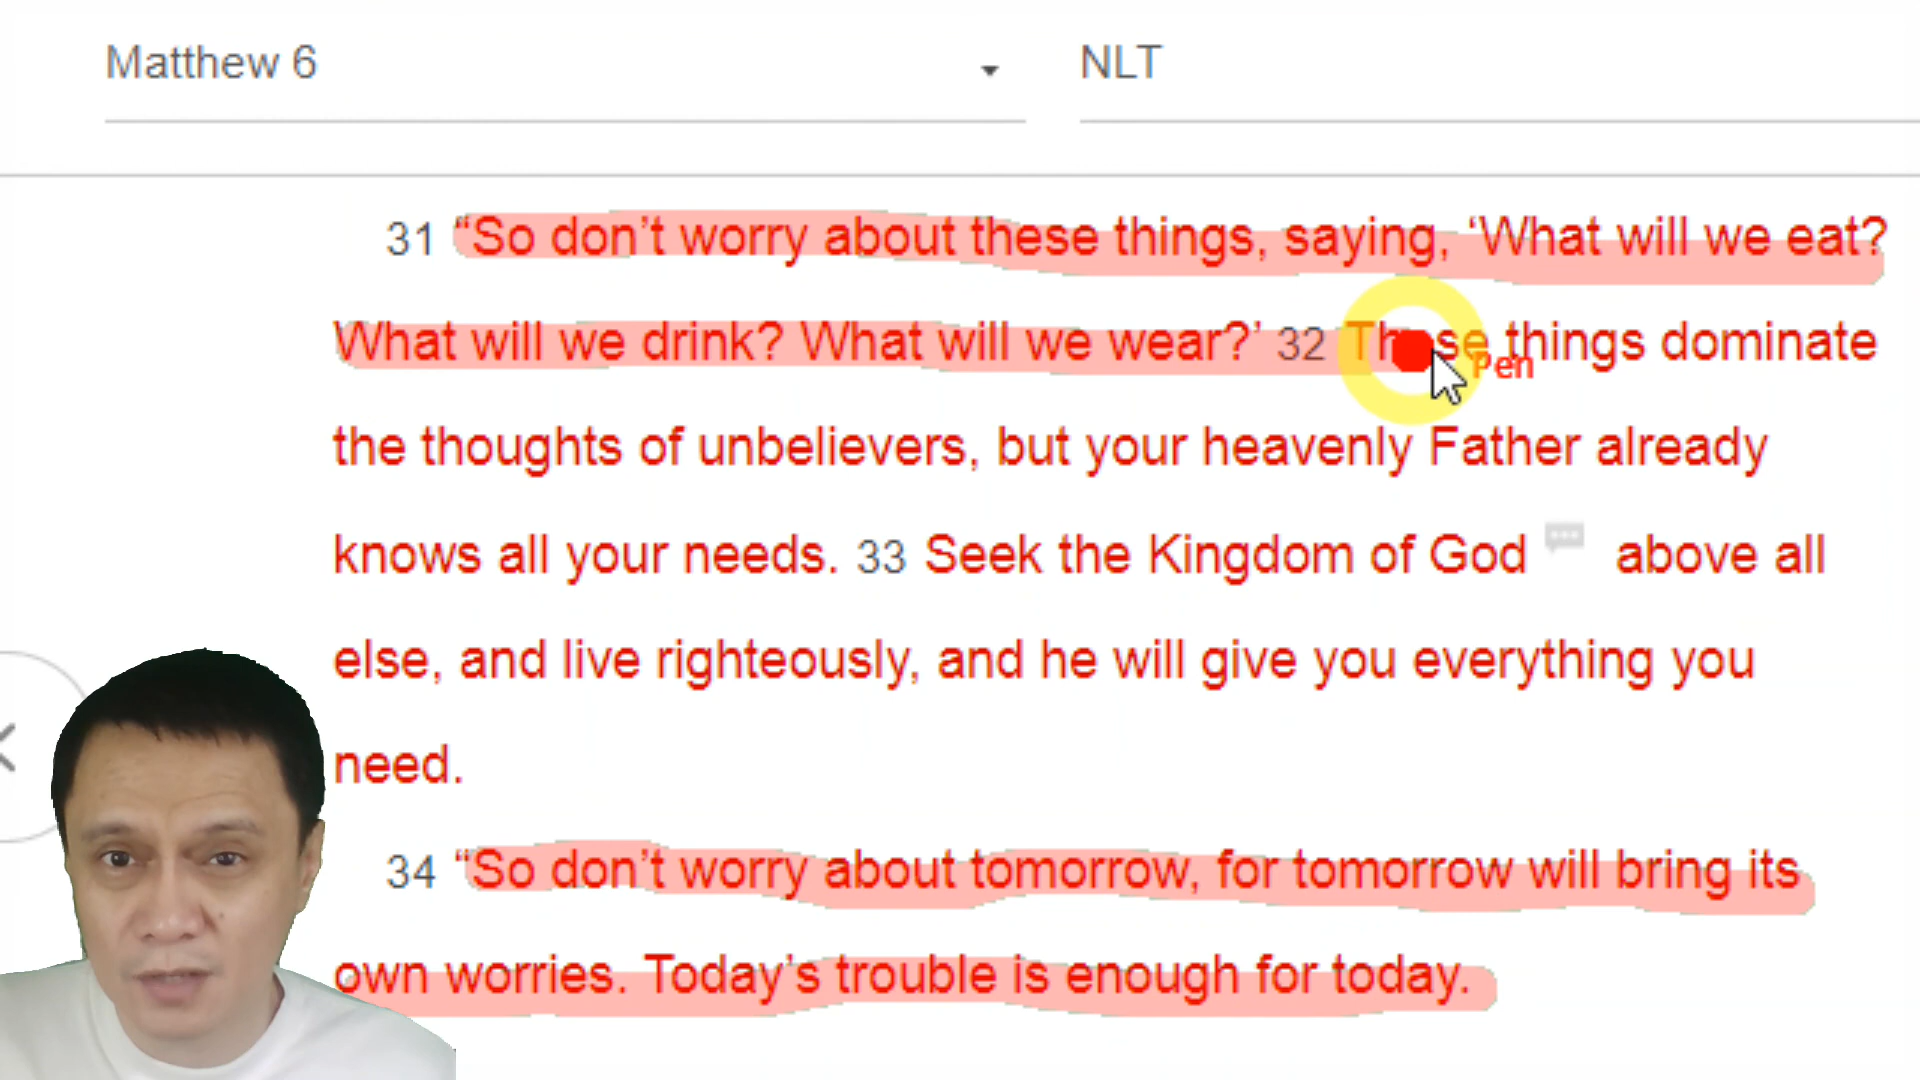 Matthew 6 NLT
31 “So don’t worry about these things, saying, ‘What will we eat?
What will we drink? What will we wear?’ 32 These things dominate
Pen
the thoughts of unbelievers, but your heavenly Father already
knows all your needs. 33 Seek the Kingdom of God above all
else, and live righteously, and he will give you everything you
need.
34 “So don’t worry about tomorrow, for tomorrow will bring its
own worries. Today’s trouble is enough for today.